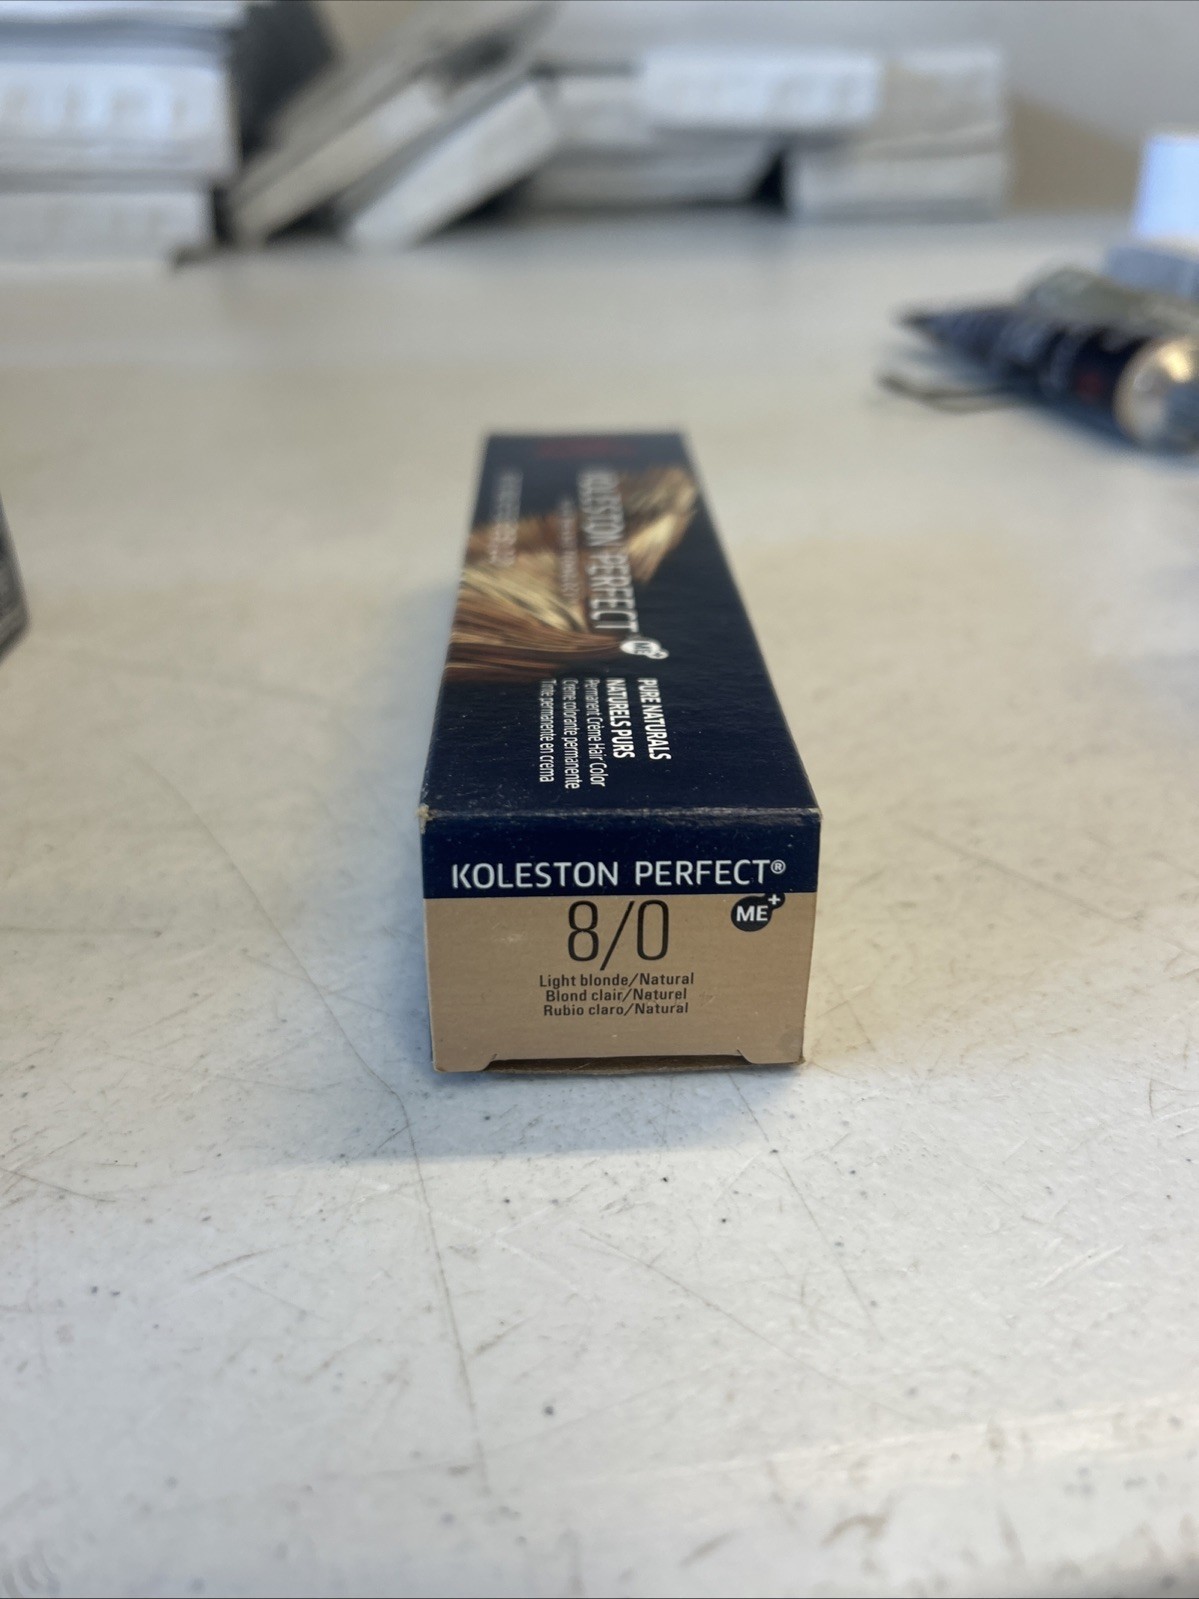 KOLESTON PERFECT
ME+
PURE NATURALS
NATURELS PURS
Permanent Crème Hair Color
Crème colorante permanente
Tinte permanente en crema
KOLESTON PERFECT®
8/0
ME+
Light blonde/Natural
Blond clair/Naturel
Rubio claro/Natural